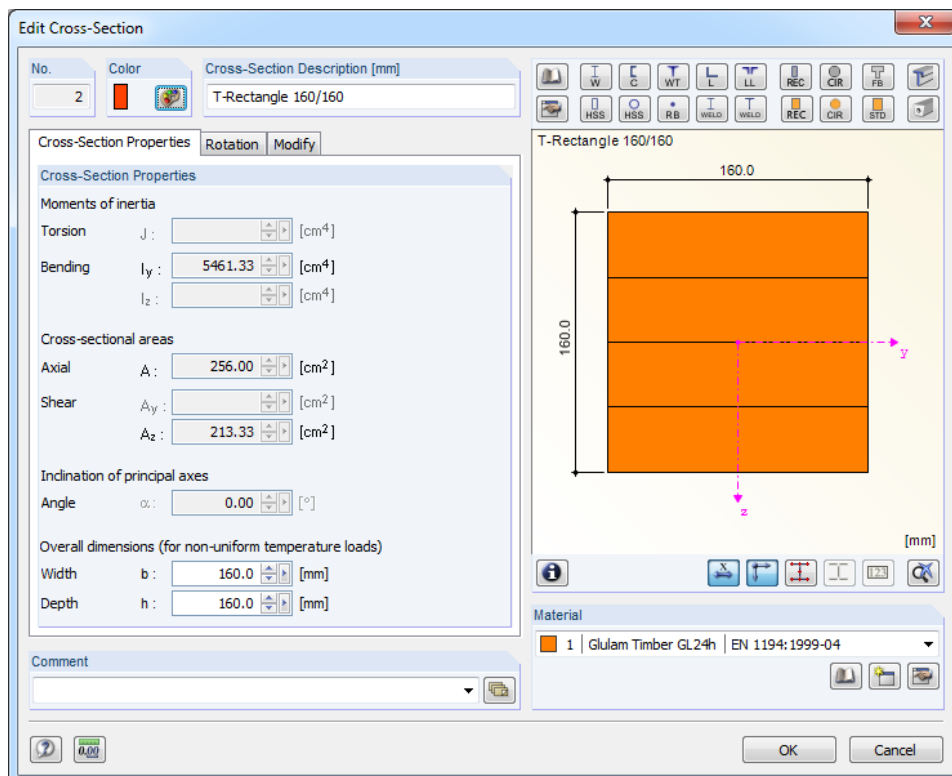 Edit Cross-Section
No.
Color
Cross-Section Description [mm]
2
T-Rectangle 160/160
W
C
WT
L
LL
REC
CIR
FB
HSS
HSS
RB
WELD
WELD
REC
CIR
STD
Cross-Section Properties
Rotation
Modify
Cross-Section Properties
Moments of inertia
Torsion J : [cm4]
Bending Iy : 5461.33 [cm4]
Iz : [cm4]
Cross-sectional areas
Axial A : 256.00 [cm2]
Shear Ay : [cm2]
Az : 213.33 [cm2]
Inclination of principal axes
Angle α : 0.00 [°]
Overall dimensions (for non-uniform temperature loads)
Width b : 160.0 [mm]
Depth h : 160.0 [mm]
T-Rectangle 160/160
160.0
160.0
y
z
[mm]
X
123
Material
1 Glulam Timber GL24h EN 1194:1999-04
Comment
0.00
OK
Cancel